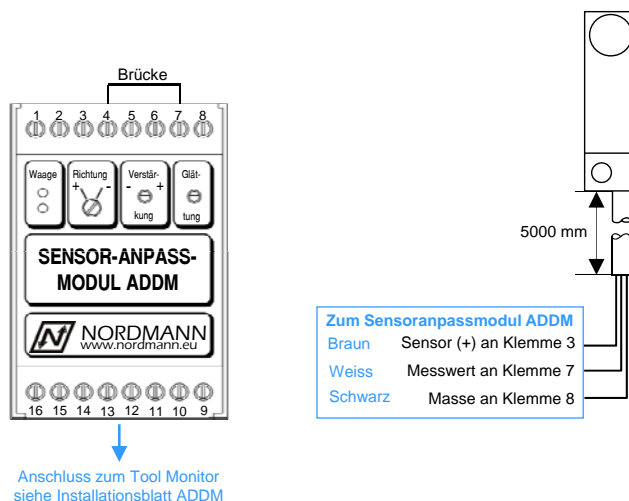 Brücke
1 2 3 4 5 6 7 8
Waage
Richtung
+ -
Verstär-
- +
kung
Glät-
tung
SENSOR-ANPASS-
MODUL ADDM
NORDMANN
www.nordmann.eu
16 15 14 13 12 11 10 9
Anschluss zum Tool Monitor
siehe Installationsblatt ADDM
5000 mm
Zum Sensoranpassmodul ADDM
Braun Sensor (+) an Klemme 3
Weiss Messwert an Klemme 7
Schwarz Masse an Klemme 8